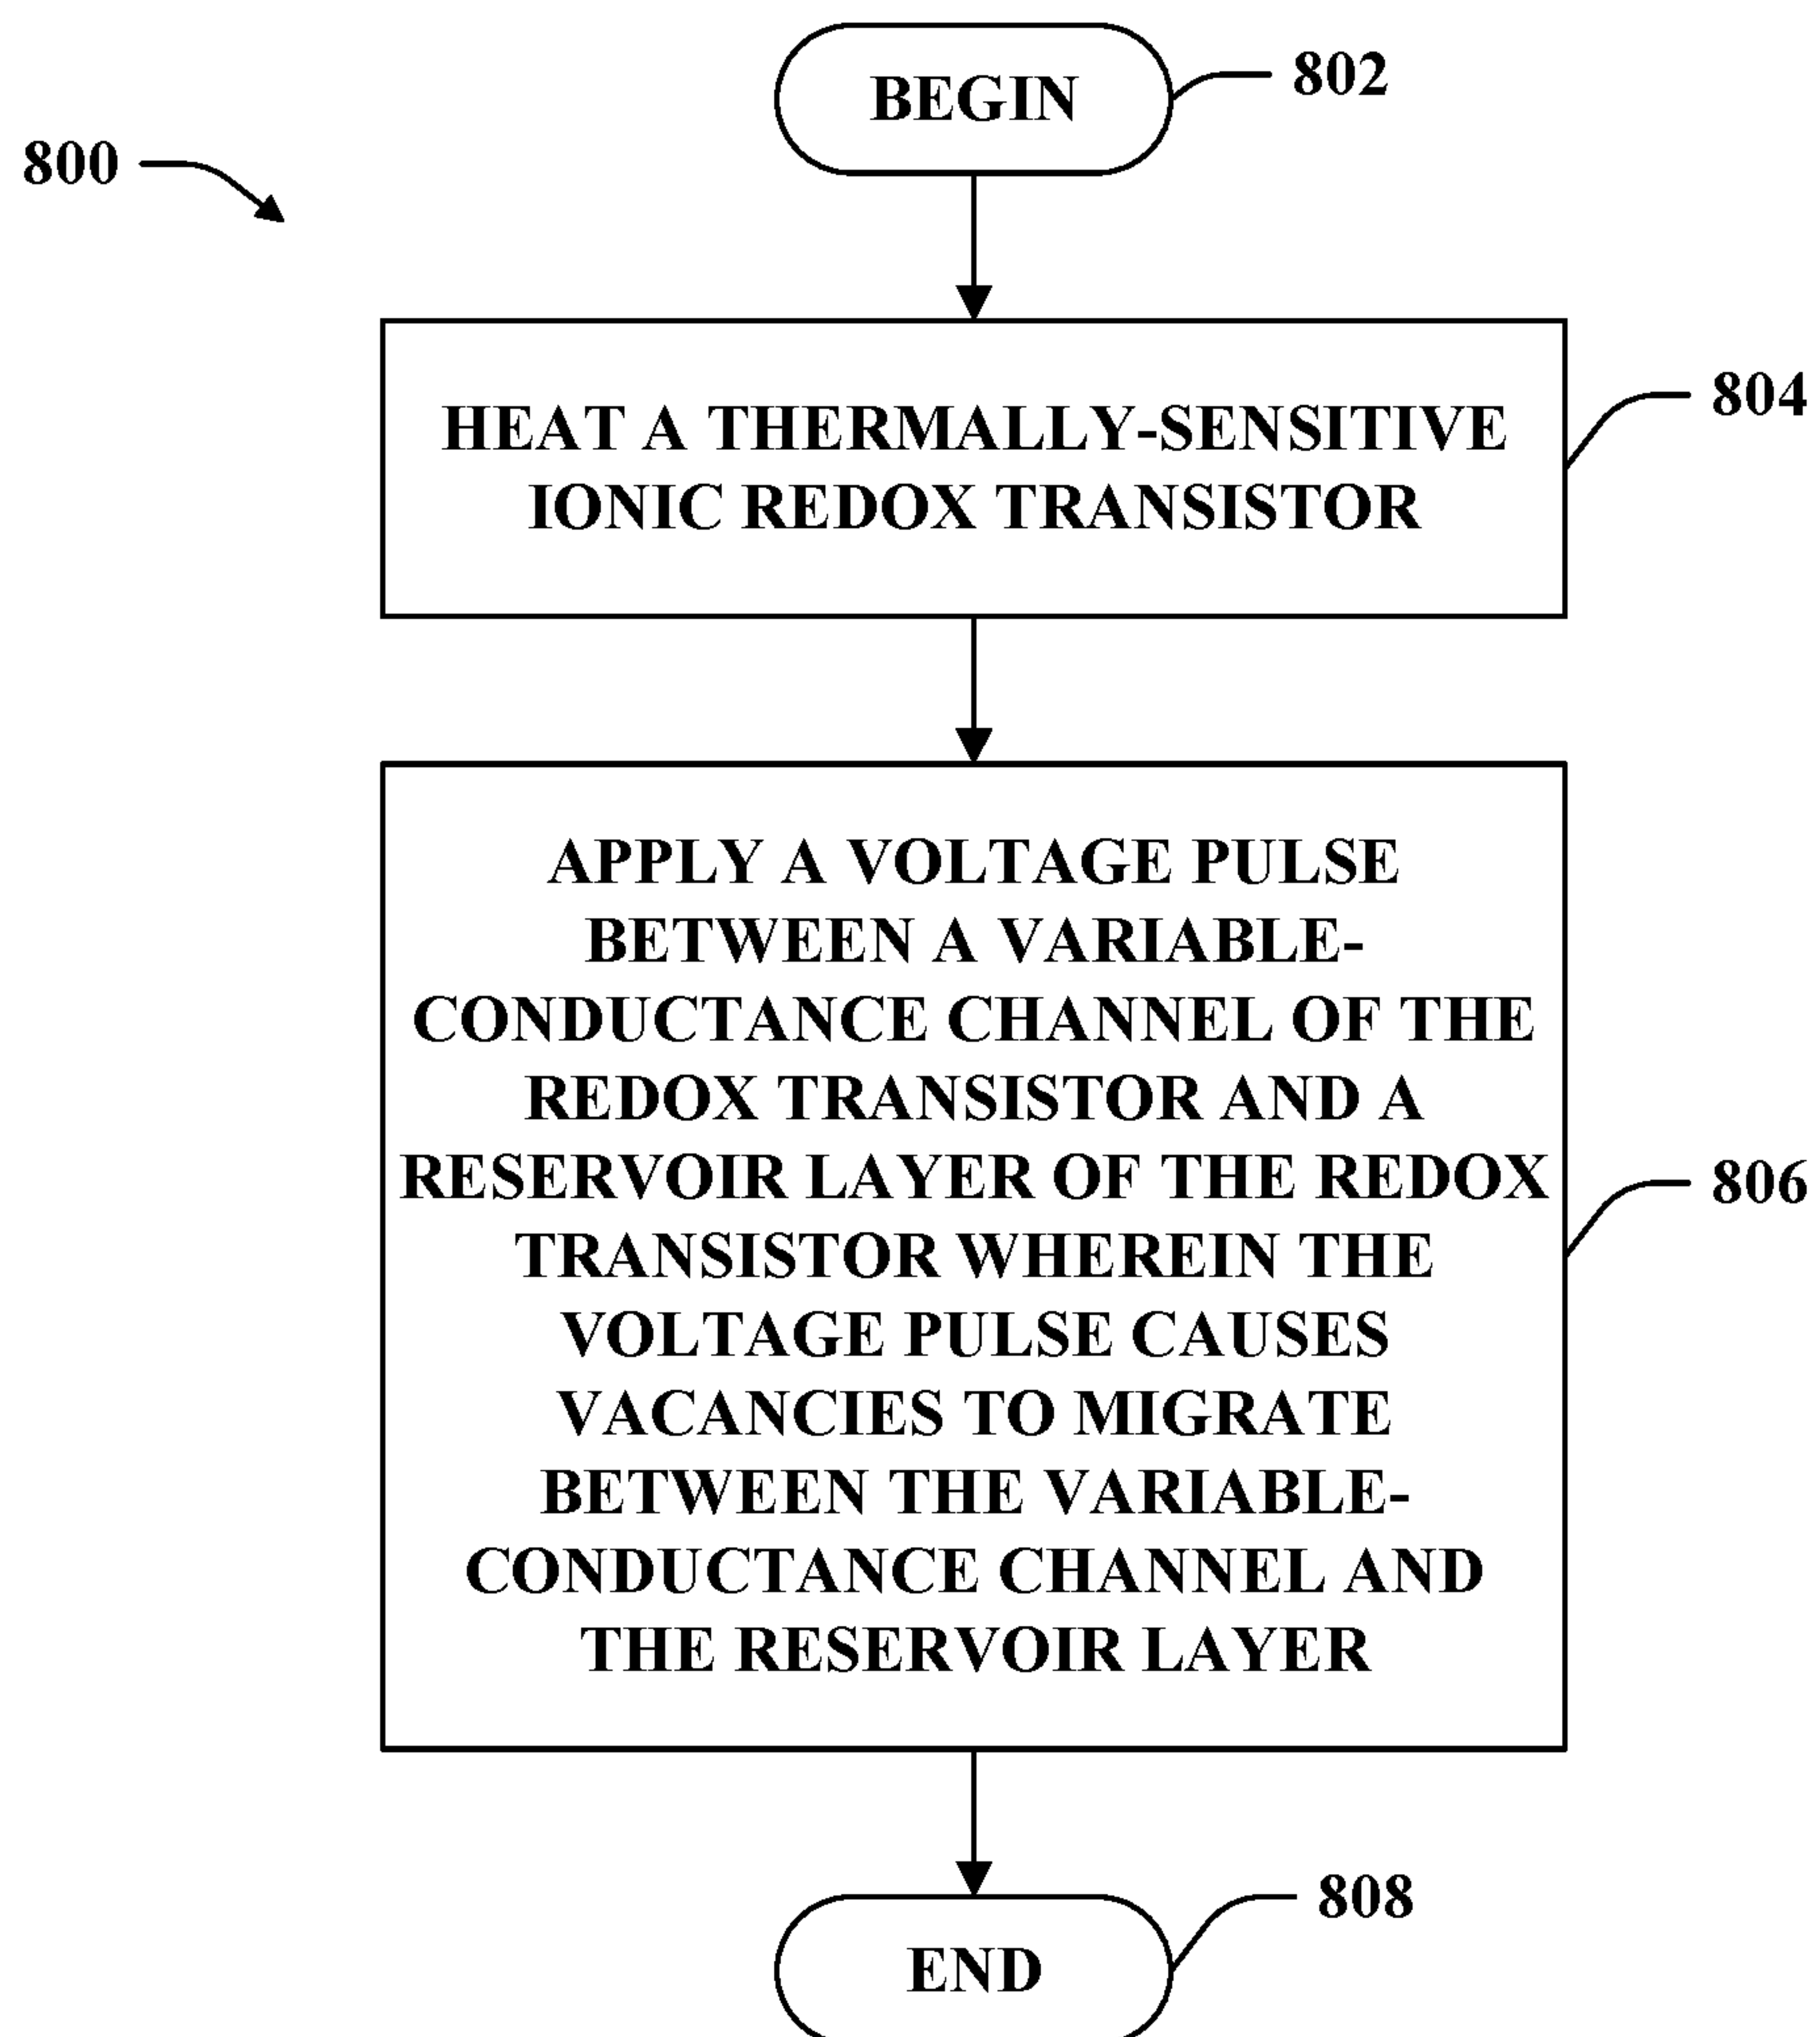 BEGIN
802
800
HEAT A THERMALLY-SENSITIVE
IONIC REDOX TRANSISTOR
804
APPLY A VOLTAGE PULSE
BETWEEN A VARIABLE-
CONDUCTANCE CHANNEL OF THE
REDOX TRANSISTOR AND A
RESERVOIR LAYER OF THE REDOX
TRANSISTOR WHEREIN THE
VOLTAGE PULSE CAUSES
VACANCIES TO MIGRATE
BETWEEN THE VARIABLE-
CONDUCTANCE CHANNEL AND
THE RESERVOIR LAYER
806
808
END